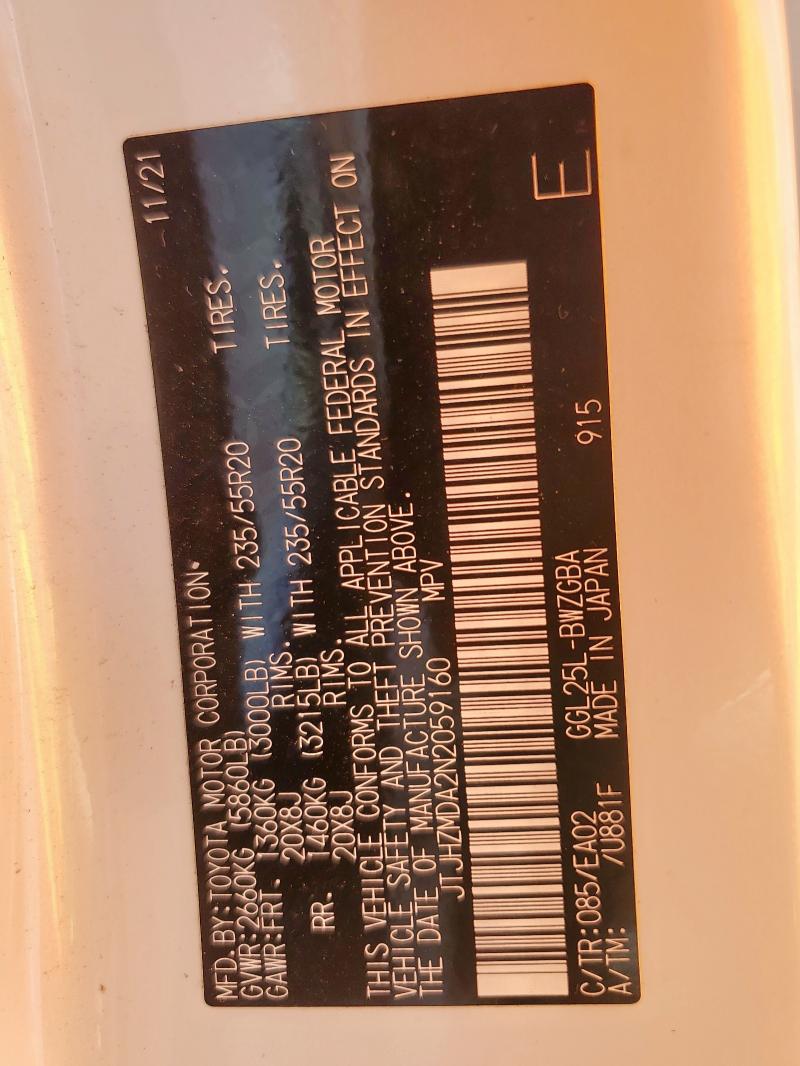 MFD.BY:TOYOTA MOTOR CORPORATION. 11/21
GVWR:2660KG (5860LB)
GAWR:FRT. 1360KG (3000LB) WITH 235/55R20 TIRES.
20X8J RIMS.
RR. 1460KG (3215LB) WITH 235/55R20 TIRES.
20X8J RIMS.
THIS VEHICLE CONFORMS TO ALL APPLICABLE FEDERAL MOTOR
VEHICLE SAFETY AND THEFT PREVENTION STANDARDS IN EFFECT ON
THE DATE OF MANUFACTURE SHOWN ABOVE.
JTJHZMDA2N2059160 MPV
C/TR:085/EA02 GGL25L-BWZGBA 915 E
A/TM: /U881F MADE IN JAPAN